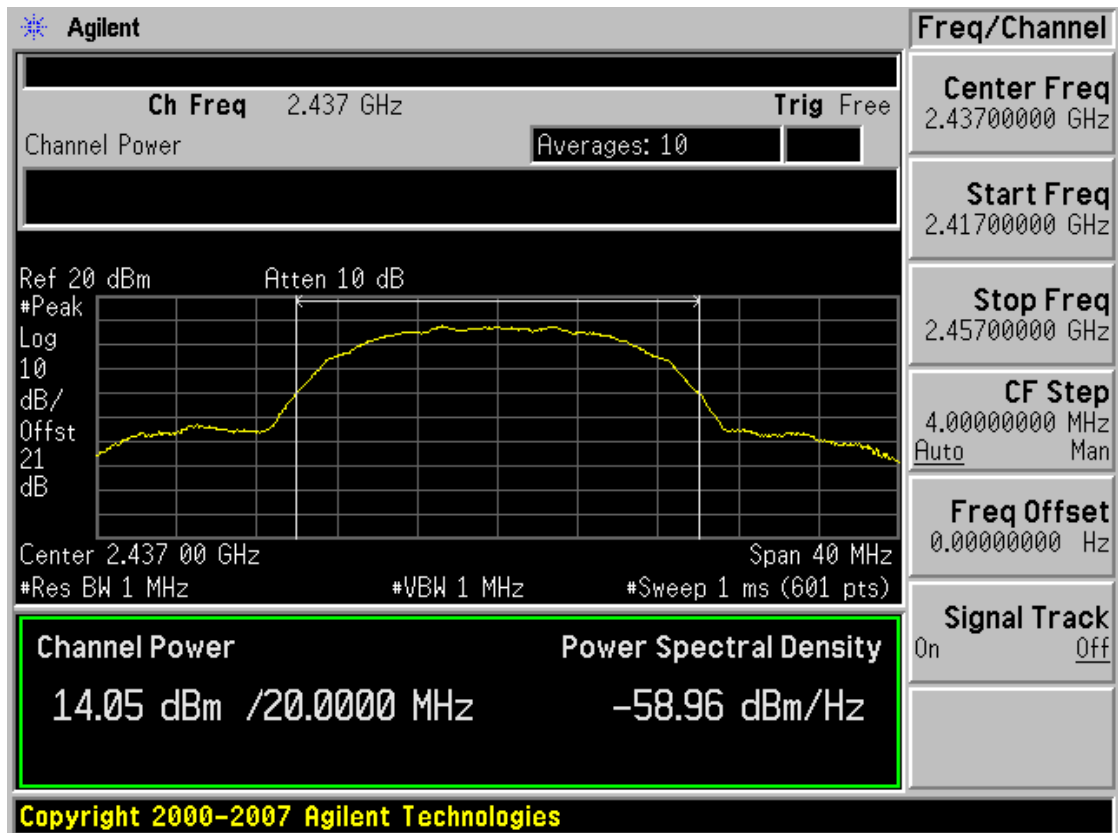 Agilent
Freq/Channel
Ch Freq 2.437 GHz Trig Free
Channel Power Averages: 10
Ref 20 dBm Atten 10 dB
#Peak
Log
10
dB/
Offst
21
dB
Center 2.437 00 GHz Span 40 MHz
#Res BW 1 MHz #VBW 1 MHz #Sweep 1 ms (601 pts)
Channel Power Power Spectral Density
14.05 dBm /20.0000 MHz -58.96 dBm/Hz
Center Freq
2.43700000 GHz
Start Freq
2.41700000 GHz
Stop Freq
2.45700000 GHz
CF Step
4.00000000 MHz
Auto Man
Freq Offset
0.00000000 Hz
Signal Track
On Off
Copyright 2000-2007 Agilent Technologies